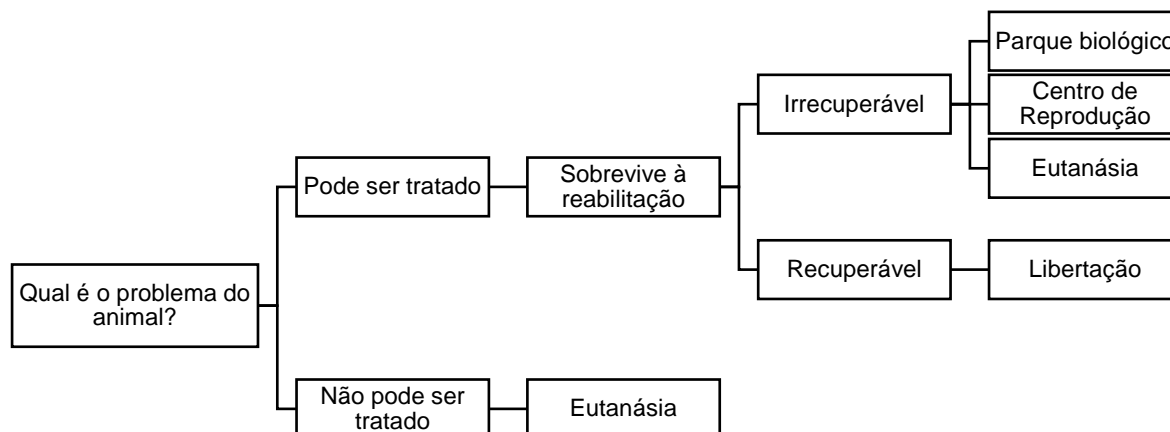 Parque biológico
Irrecuperável
Centro de
Reprodução
Eutanásia
Pode ser tratado
Sobrevive à
reabilitação
Recuperável
Libertação
Qual é o problema do
animal?
Não pode ser
tratado
Eutanásia